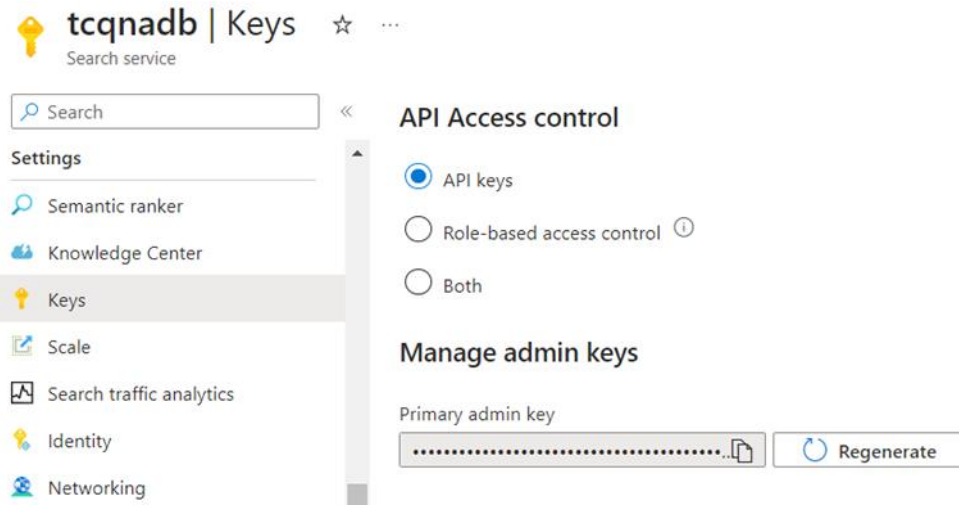 tcqnadb | Keys
Search service
Search
Settings
Semantic ranker
Knowledge Center
Keys
Scale
Search traffic analytics
Identity
Networking
API Access control
API keys
Role-based access control
Both
Manage admin keys
Primary admin key
Regenerate